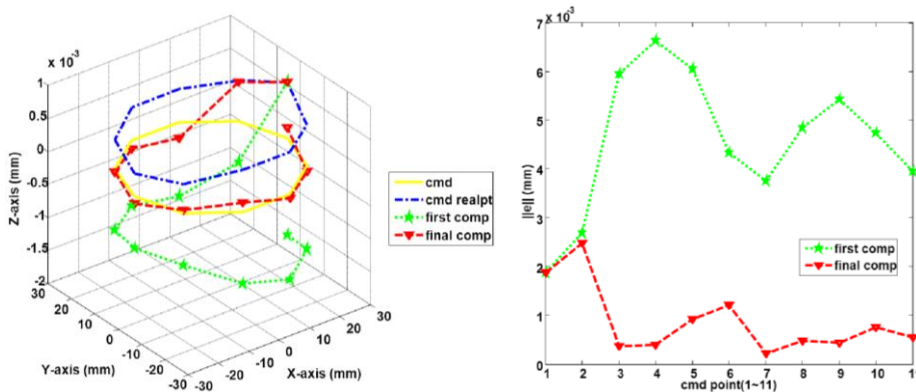 x 10⁻³
1
0.5
0
-0.5
-1
-1.5
-2
Z-axis (mm)
30
20
10
0
-10
-20
-30
Y-axis (mm)
-30
-20
-10
0
10
20
30
X-axis (mm)
cmd
cmd realpt
first comp
final comp
7 x 10⁻³
6
5
4
3
2
1
0
||e|| (mm)
first comp
final comp
1 2 3 4 5 6 7 8 9 10 1
cmd point(1~11)